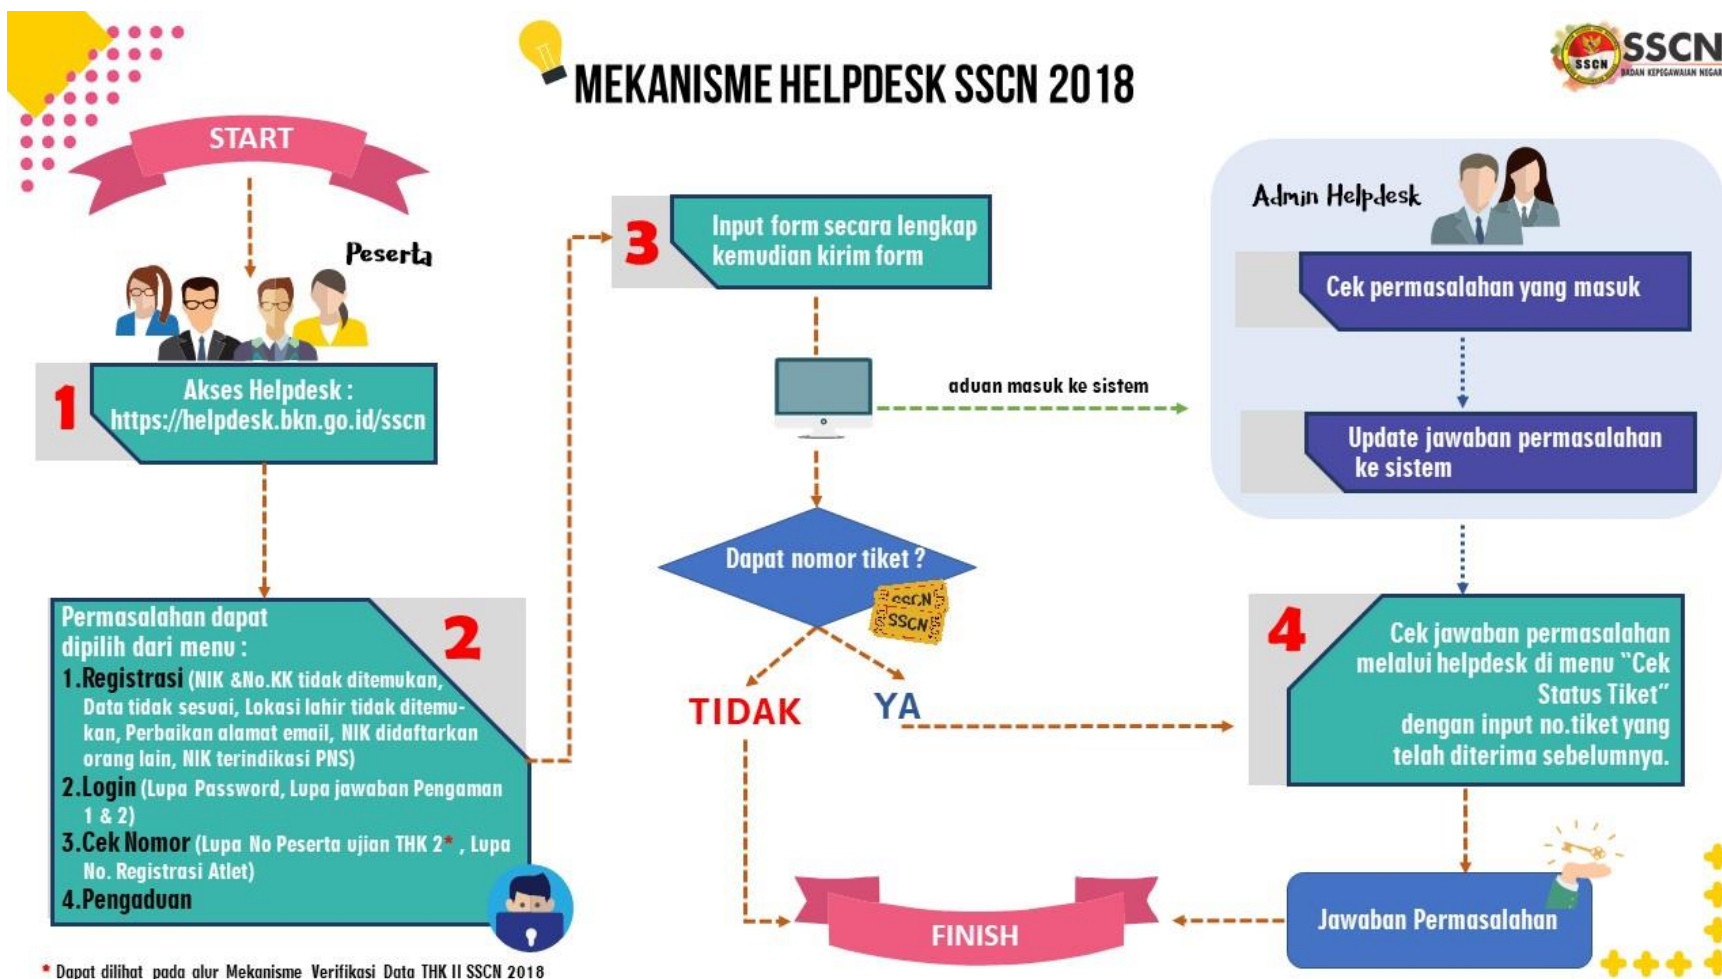 MEKANISME HELPDESK SSCN 2018
SSCN
SSCN
BADAN KEPEGAWAIAN NEGAR
START
Peserta
1
Akses Helpdesk :
https://helpdesk.bkn.go.id/sscn
2
Permasalahan dapat
dipilih dari menu :
1.Registrasi (NIK &No.KK tidak ditemukan,
Data tidak sesuai, Lokasi lahir tidak ditemu-
kan, Perbaikan alamat email, NIK didaftarkan
orang lain, NIK terindikasi PNS)
2.Login (Lupa Password, Lupa jawaban Pengaman
1 & 2)
3.Cek Nomor (Lupa No Peserta ujian THK 2* , Lupa
No. Registrasi Atlet)
4.Pengaduan
* Dapat dilihat pada alur Mekanisme Verifikasi Data THK II SSCN 2018
3
Input form secara lengkap
kemudian kirim form
aduan masuk ke sistem
Dapat nomor tiket ?
SSCN
SSCN
TIDAK
YA
Admin Helpdesk
Cek permasalahan yang masuk
Update jawaban permasalahan
ke sistem
4
Cek jawaban permasalahan
melalui helpdesk di menu “Cek
Status Tiket”
dengan input no.tiket yang
telah diterima sebelumnya.
Jawaban Permasalahan
FINISH